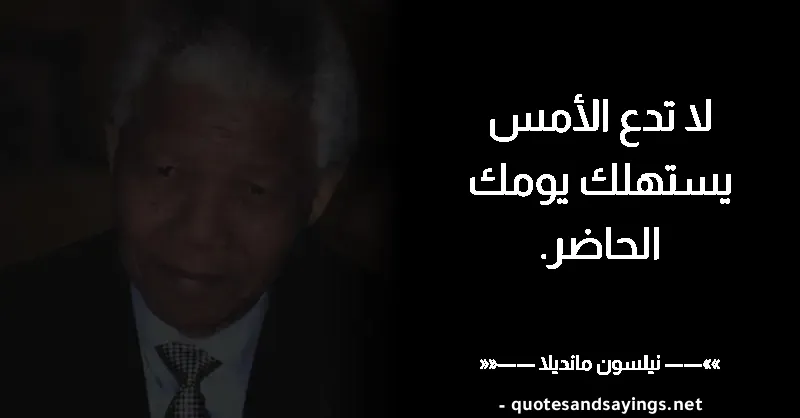 لا تدع الأمس
يستهلك يومك
الحاضر.
»»—— نيلسون مانديلا ——««
- quotesandsayings.net